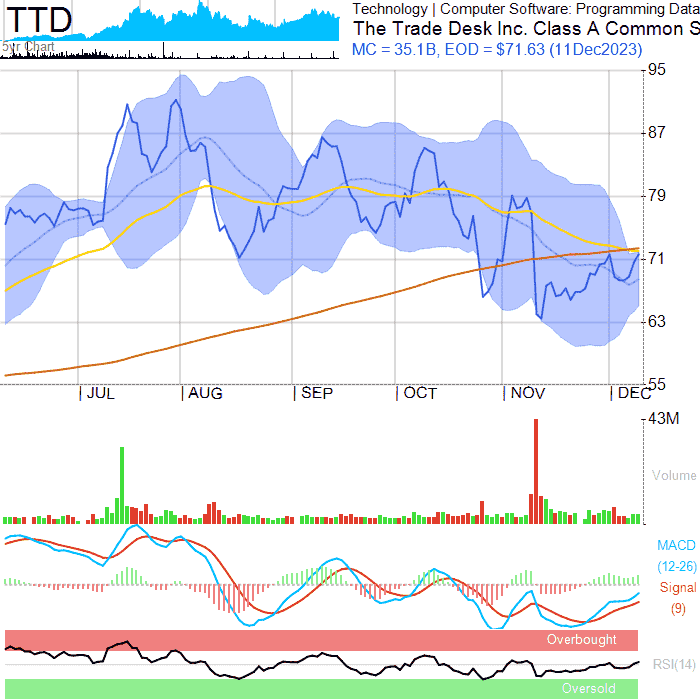 TTD
5yr Chart
Technology | Computer Software: Programming Data
The Trade Desk Inc. Class A Common S
MC = 35.1B, EOD = $71.63 (11Dec2023)
95
87
79
71
63
55
| JUL | AUG | SEP | OCT | NOV | DEC
43M
Volume
MACD
(12-26)
Signal
(9)
Overbought
RSI(14)
Oversold